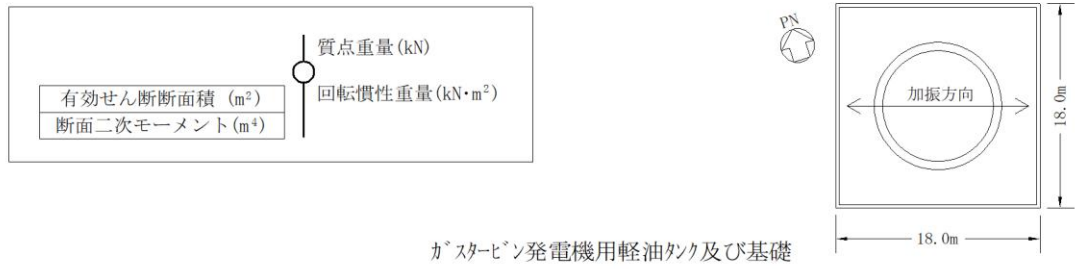 質点重量(kN)
回転慣性重量(kN･m²)
有効せん断断面積 (m²)
断面二次モーメント(m⁴)
PN
加振方向
18.0m
18.0m
ｶﾞｽﾀｰﾋﾞﾝ発電機用軽油ﾀﾝｸ及び基礎